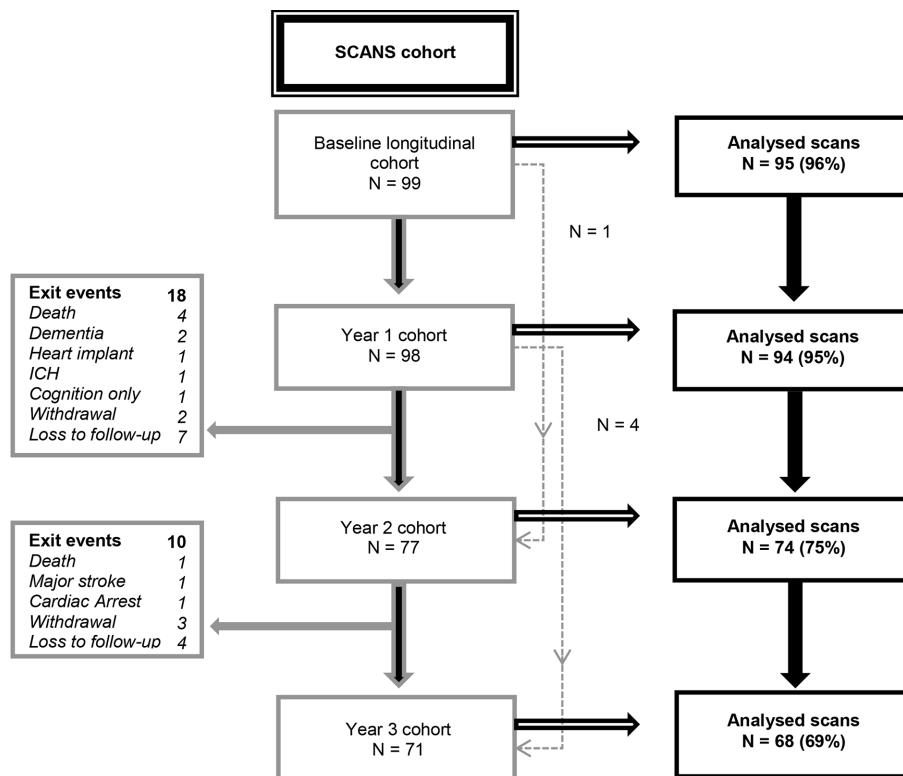 SCANS cohort
Baseline longitudinal
cohort
N = 99
Analysed scans
N = 95 (96%)
N = 1
Exit events 18
Death 4
Dementia 2
Heart implant 1
ICH 1
Cognition only 1
Withdrawal 2
Loss to follow-up 7
Year 1 cohort
N = 98
Analysed scans
N = 94 (95%)
N = 4
Year 2 cohort
N = 77
Analysed scans
N = 74 (75%)
Exit events 10
Death 1
Major stroke 1
Cardiac Arrest 1
Withdrawal 3
Loss to follow-up 4
Year 3 cohort
N = 71
Analysed scans
N = 68 (69%)